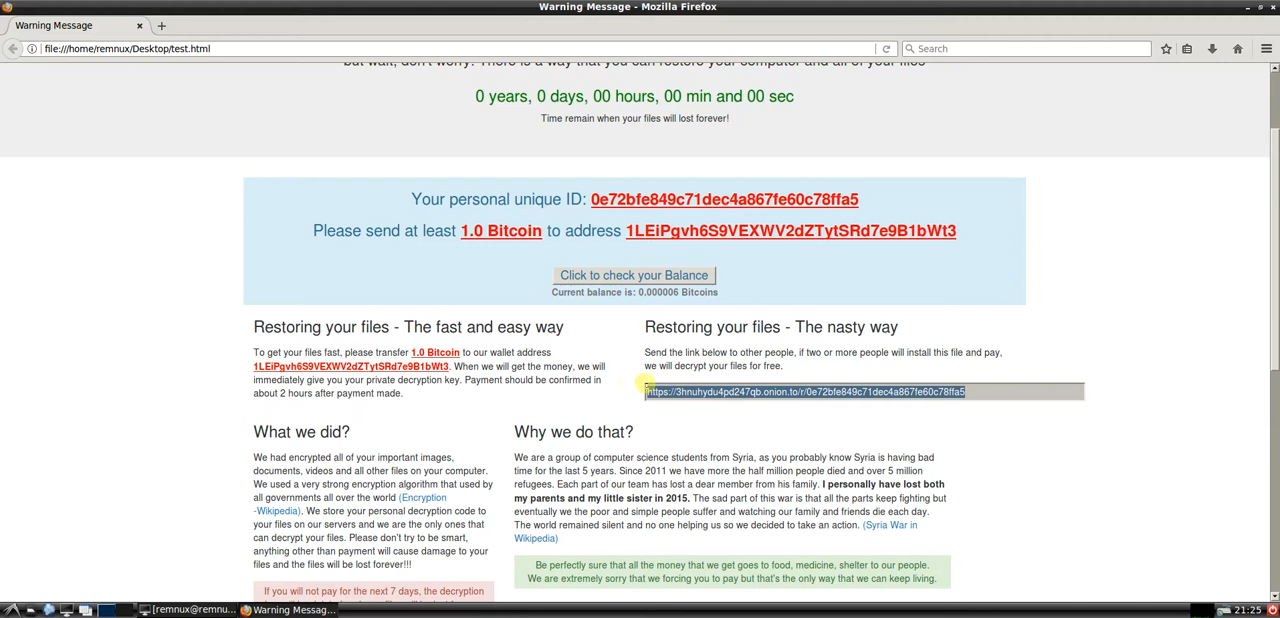 Warning Message - Mozilla Firefox
Warning Message
file:///home/remnux/Desktop/test.html
Search
but wait, don't worry! There is a way that you can restore your computer and all of your files
0 years, 0 days, 00 hours, 00 min and 00 sec
Time remain when your files will lost forever!
Your personal unique ID: 0e72bfe849c71dec4a867fe60c78ffa5
Please send at least 1.0 Bitcoin to address 1LEiPgvh6S9VEXWV2dZTytSRd7e9B1bWt3
Click to check your Balance
Current balance is: 0,000006 Bitcoins
Restoring your files - The fast and easy way
To get your files fast, please transfer 1.0 Bitcoin to our wallet address
1LEiPgvh6S9VEXWV2dZTytSRd7e9B1bWt3. When we will get the money, we will
immediately give you your private decryption key. Payment should be confirmed in
about 2 hours after payment made.
Restoring your files - The nasty way
Send the link below to other people, if two or more people will install this file and pay,
we will decrypt your files for free.
https://3hnuhydu4pd247qb.onion.to/r/0e72bfe849c71dec4a867fe60c78ffa5
What we did?
We had encrypted all of your important images,
documents, videos and all other files on your computer.
We used a very strong encryption algorithm that used by
all governments all over the world (Encryption
-Wikipedia). We store your personal decryption code to
your files on our servers and we are the only ones that
can decrypt your files. Please don't try to be smart,
anything other than payment will cause damage to your
files and the files will be lost forever!!!
If you will not pay for the next 7 days, the decryption
Why we do that?
We are a group of computer science students from Syria, as you probably know Syria is having bad
time for the last 5 years. Since 2011 we have more the half million people died and over 5 million
refugees. Each part of our team has lost a dear member from his family. I personally have lost both
my parents and my little sister in 2015. The sad part of this war is that all the parts keep fighting but
eventually we the poor and simple people suffer and watching our family and friends die each day.
The world remained silent and no one helping us so we decided to take an action. (Syria War in
Wikipedia)
Be perfectly sure that all the money that we get goes to food, medicine, shelter to our people.
We are extremely sorry that we forcing you to pay but that's the only way that we can keep living.
[remnux@remnu...
Warning Messag...
21:25